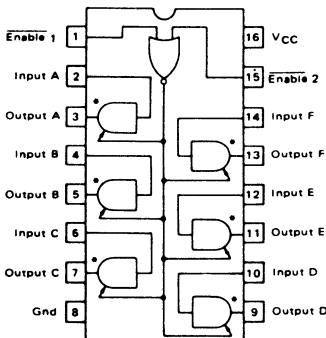 Enable 1
1
16
VCC
Input A
2
15
Enable 2
Output A
3
14
Input F
Input B
4
13
Output F
Output B
5
12
Input E
Input C
6
11
Output E
Output C
7
10
Input D
Gnd
8
9
Output D